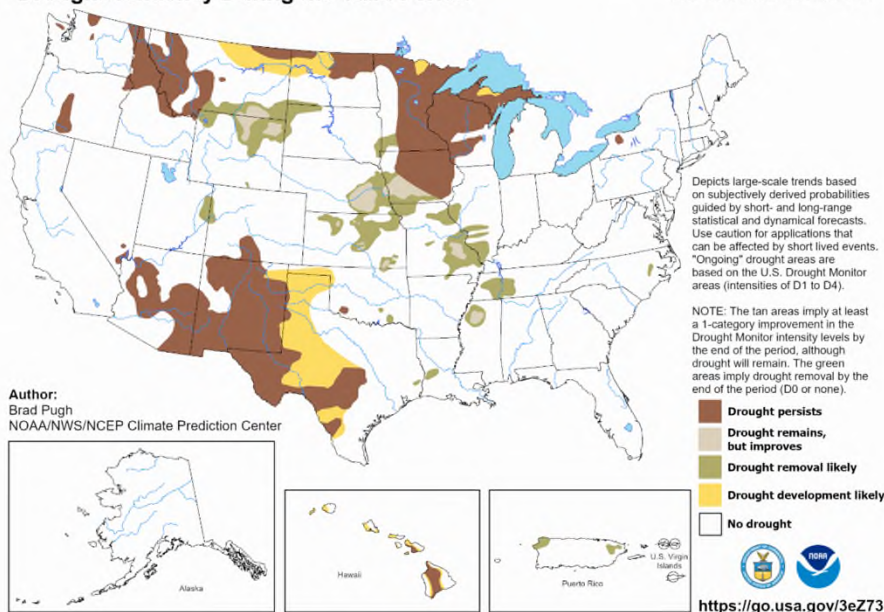 Depicts large-scale trends based
on subjectively derived probabilities
guided by short- and long-range
statistical and dynamical forecasts.
Use caution for applications that
can be affected by short lived events.
"Ongoing" drought areas are
based on the U.S. Drought Monitor
areas (intensities of D1 to D4).
NOTE: The tan areas imply at least
a 1-category improvement in the
Drought Monitor intensity levels by
the end of the period, although
drought will remain. The green
areas imply drought removal by the
end of the period (D0 or none).
Author:
Brad Pugh
NOAA/NWS/NCEP Climate Prediction Center
Drought persists
Drought remains,
but improves
Drought removal likely
Drought development likely
No drought
Alaska
Hawaii
Puerto Rico
U.S. Virgin
Islands
NOAA
https://go.usa.gov/3eZ73